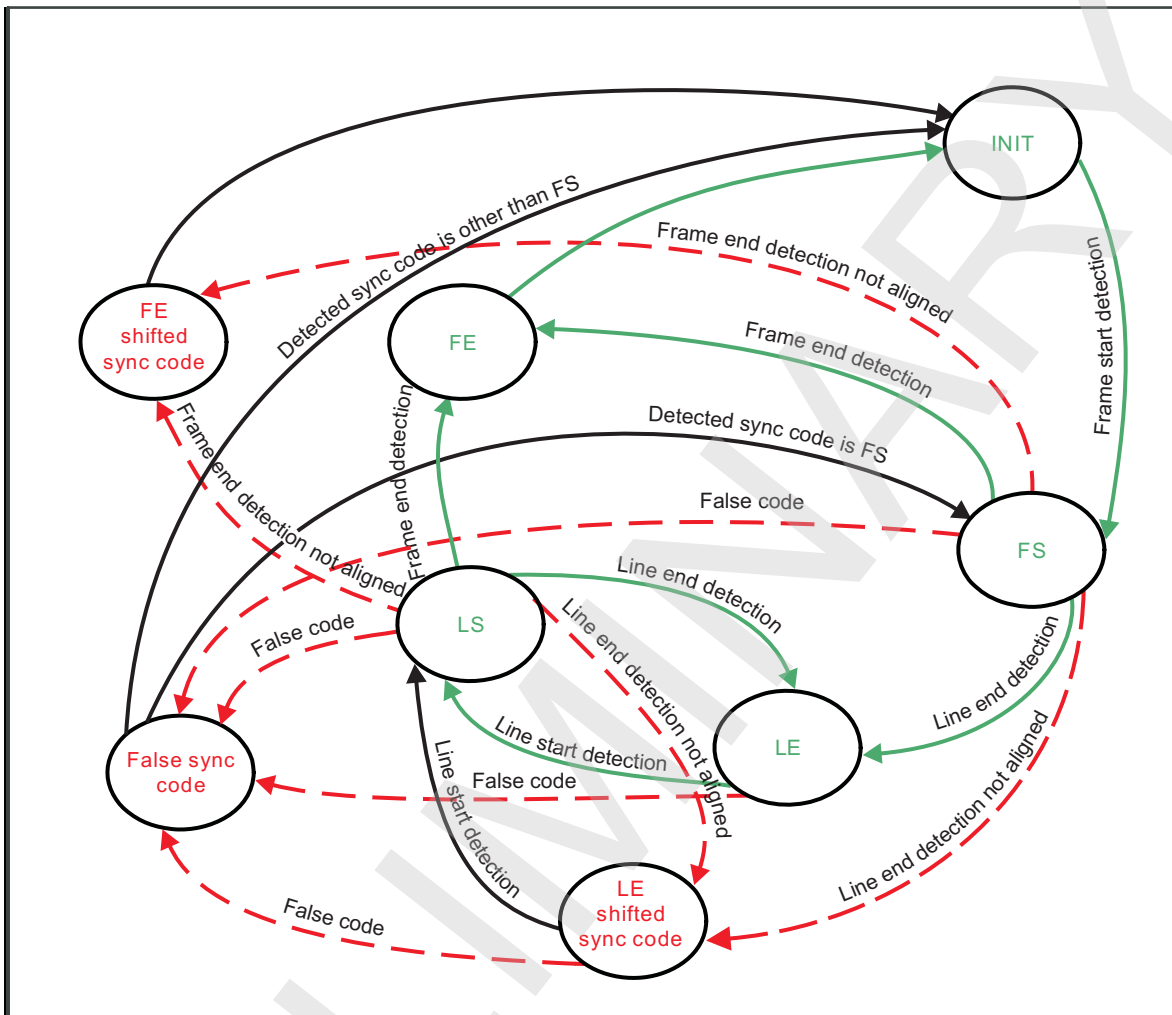 INIT
Detected sync code is other than FS
Frame end detection not aligned
Frame start detection
FE
shifted
sync code
FE
Frame end detection
Detected sync code is FS
Frame end detection not aligned
Frame end detection
False code
FS
LS
Line end detection
False code
Line end detection not aligned
Line end detection
Line start detection
LE
False sync
code
False code
Line start detection
Line end detection not aligned
LE
shifted
sync code
False code
IMINARY